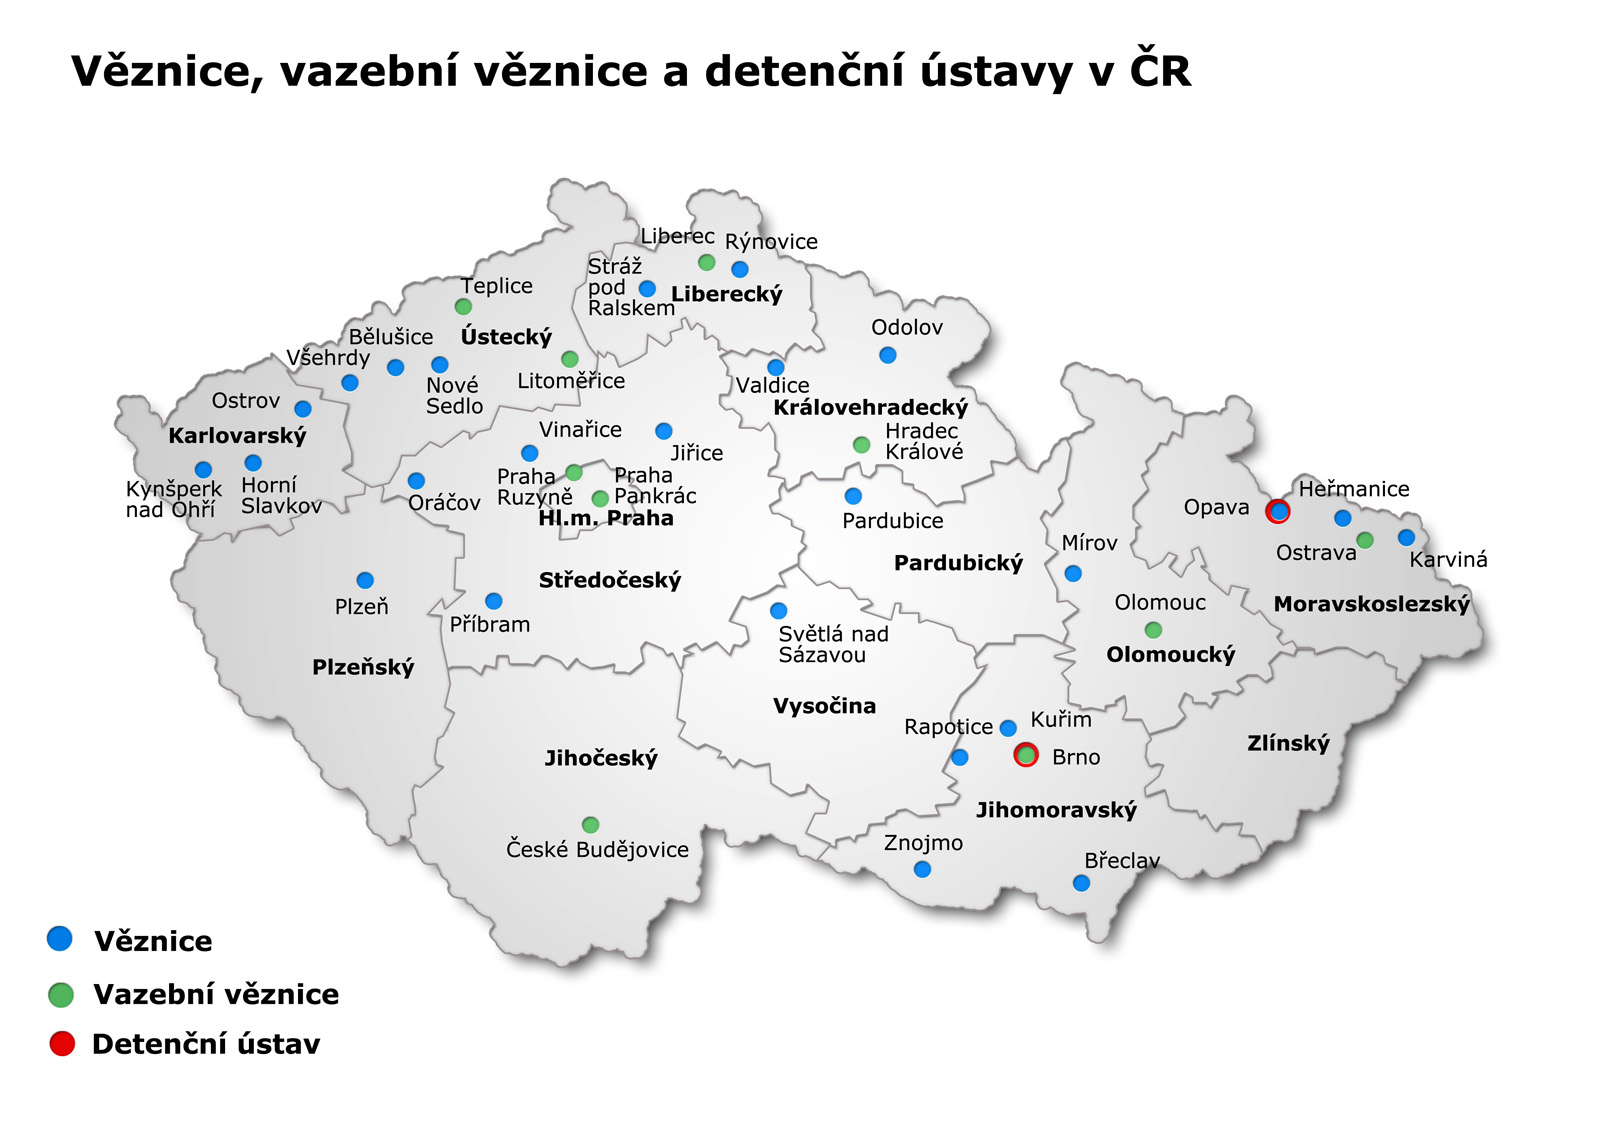 Věznice, vazební věznice a detenční ústavy v ČR
Liberec
Rýnovice
Stráž
pod
Ralskem
Liberecký
Teplice
Ústecký
Bělušice
Všehrdy
Nové
Sedlo
Litoměřice
Odolov
Valdice
Královehradecký
Hradec
Králové
Ostrov
Karlovarský
Kynšperk
nad Ohří
Horní
Slavkov
Vinařice
Jiřice
Oráčov
Praha
Ruzyně
Praha
Pankrác
Hl.m. Praha
Středočeský
Příbram
Pardubice
Pardubický
Mírov
Opava
Heřmanice
Ostrava
Karviná
Moravskoslezský
Olomouc
Olomoucký
Plzeň
Plzeňský
Světlá nad
Sázavou
Vysočina
Rapotice
Kuřim
Brno
Jihomoravský
Zlínský
Jihočeský
České Budějovice
Znojmo
Břeclav
Věznice
Vazební věznice
Detenční ústav